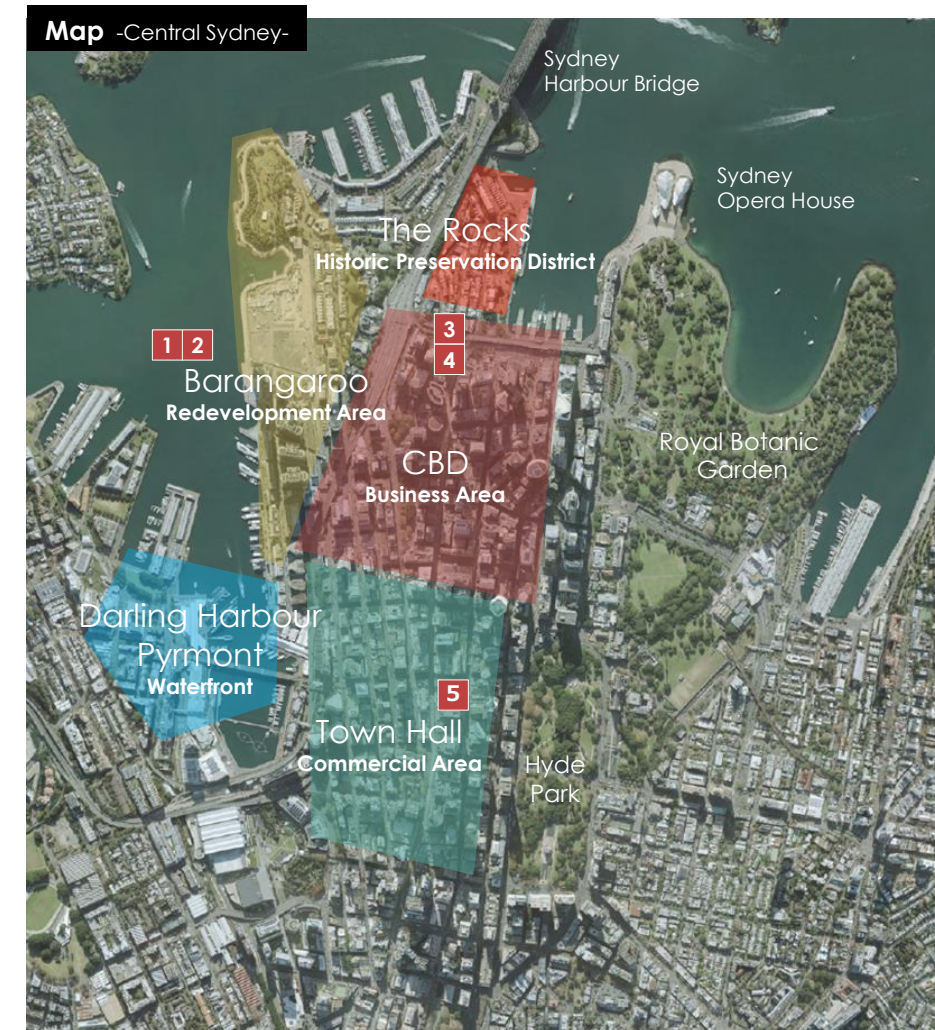 Map -Central Sydney-
Sydney
Harbour Bridge
Sydney
Opera House
The Rocks
Historic Preservation District
1 2
3
4
Barangaroo
Redevelopment Area
CBD
Business Area
Royal Botanic
Garden
Darling Harbour
Pyrmont
Waterfront
5
Town Hall
Commercial Area
Hyde
Park